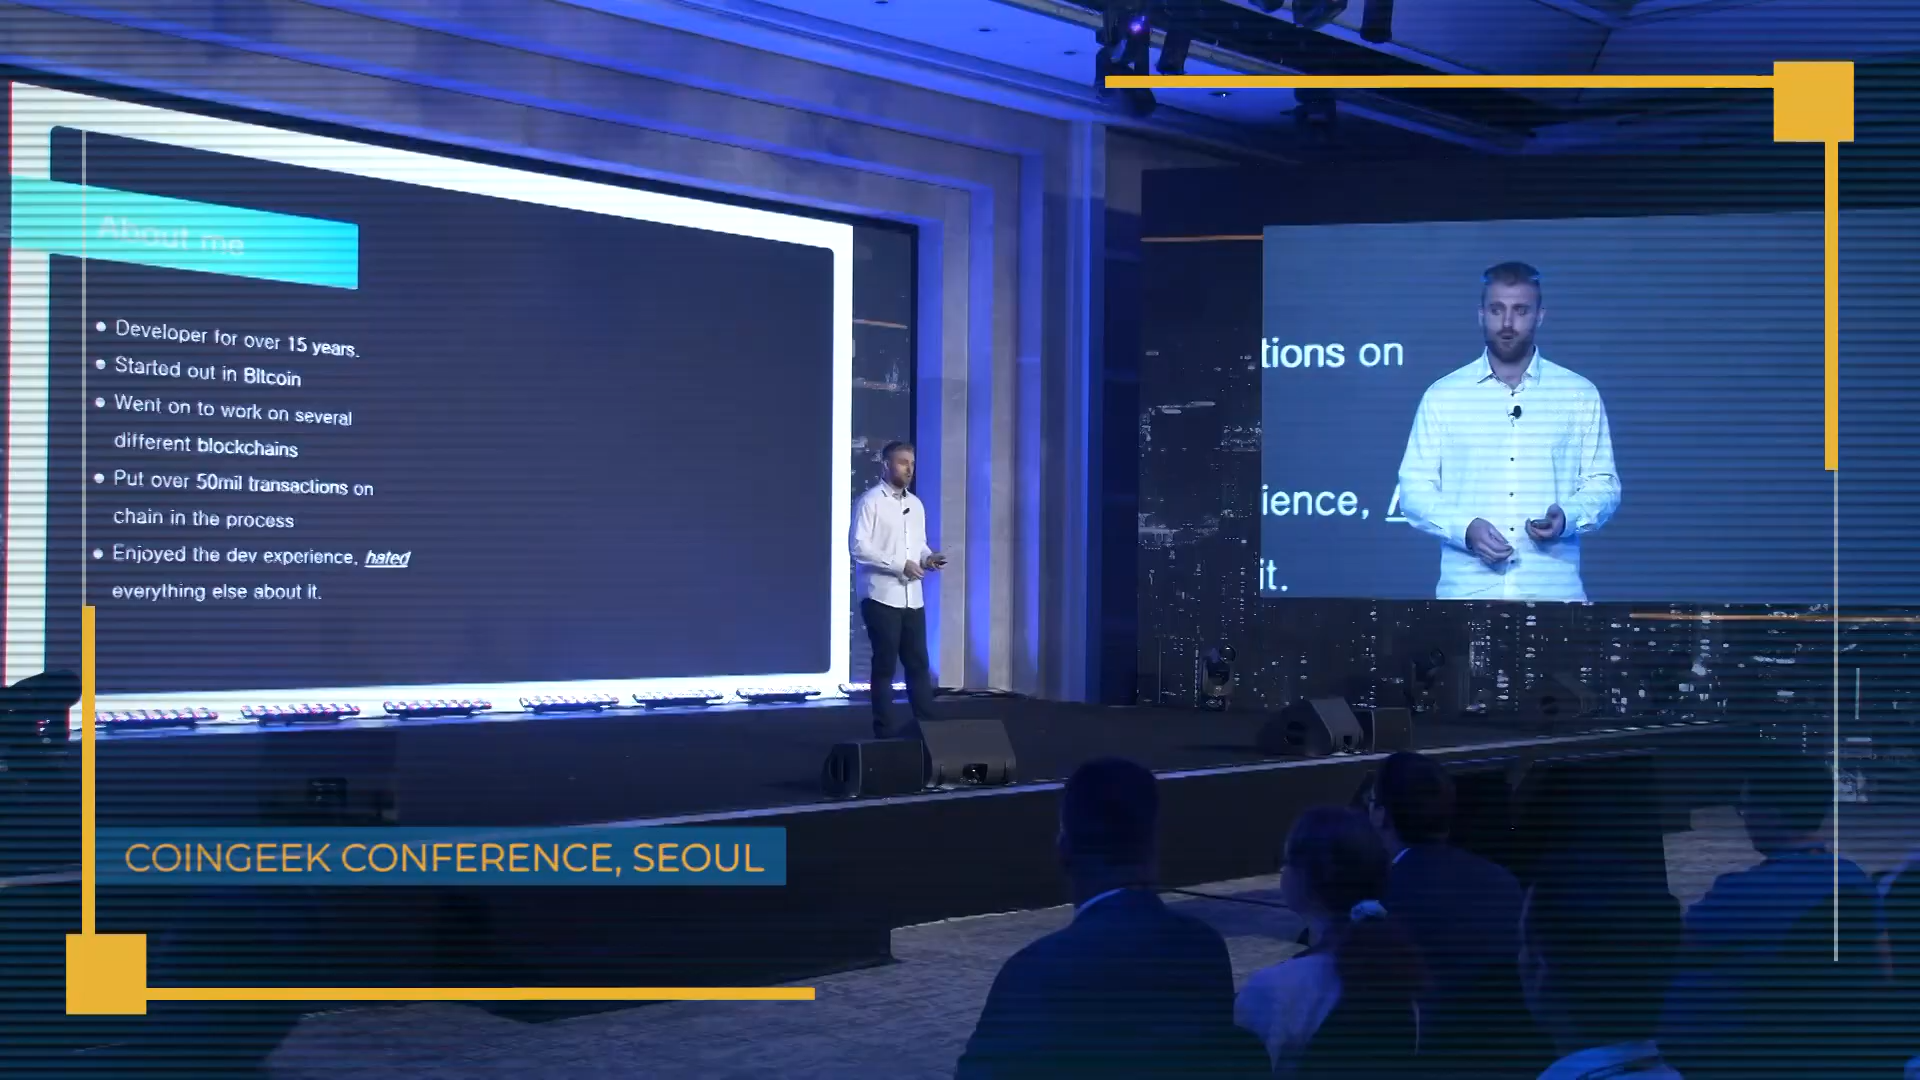 About me
Developer for over 15 years.
Started out in BItcoin
Went on to work on several
different blockchains
Put over 50mil transactions on
chain in the process
Enjoyed the dev experience, hated
everything else about it.
tions on
ience,
it.
COINGEEK CONFERENCE, SEOUL